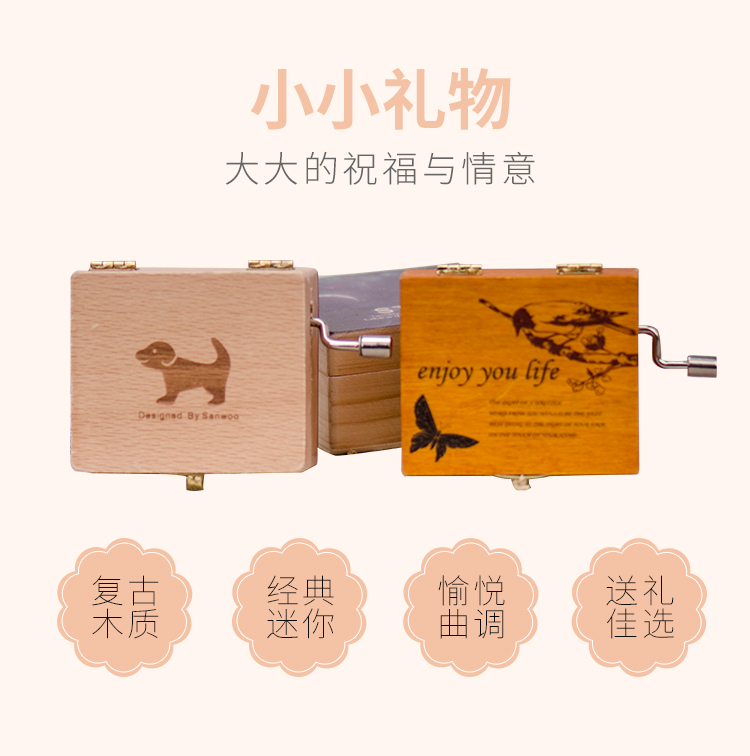 小小礼物
大大的祝福与情意
enjoy you life
Designed By Sanwoo
复古
木质
经典
迷你
愉悦
曲调
送礼
佳选